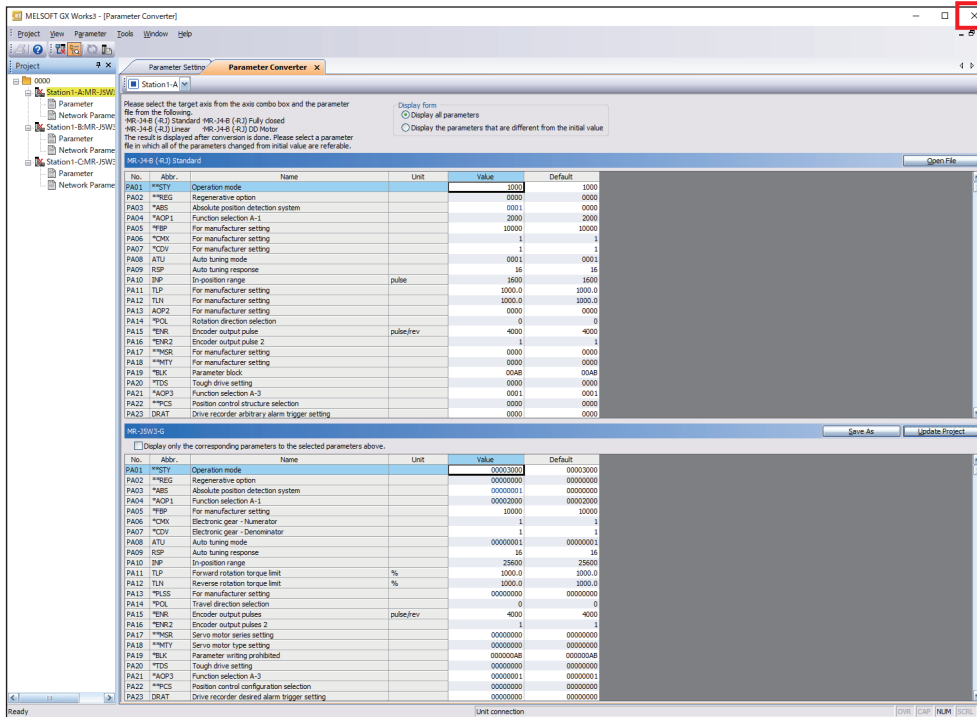 MELSOFT GX Works3 - [Parameter Converter]
Project View Parameter Tools Window Help
Project
Parameter Setting Parameter Converter
0000
Station1-A:MR-JSW3
Parameter
Network Parame
Station1-B:MR-JSW3
Parameter
Network Parame
Station1-C:MR-JSW3
Parameter
Network Parame
Station1-A
Please select the target axis from the axis combo box and the parameter
file from the following.
·MR-J4-B (-RJ) Standard ·MR-J4-B (-RJ) Fully closed
·MR-J4-B (-RJ) Linear ·MR-J4-B (-RJ) DD Motor
The result is displayed after conversion is done. Please select a parameter
file in which all of the parameters changed from initial value are referable.
Display form
Display all parameters
Display the parameters that are different from the initial value
MR-J4-B (-RJ) Standard Open File
No. Abbr. Name Unit Value Default
PA01 **STY Operation mode 1000 1000
PA02 **REG Regenerative option 0000 0000
PA03 *ABS Absolute position detection system 0001 0000
PA04 *AOP1 Function selection A-1 2000 2000
PA05 *FBP For manufacturer setting 10000 10000
PA06 *CMX For manufacturer setting 1 1
PA07 *CDV For manufacturer setting 1 1
PA08 ATU Auto tuning mode 0001 0001
PA09 RSP Auto tuning response 16 16
PA10 INP In-position range pulse 1600 1600
PA11 TLP For manufacturer setting 1000.0 1000.0
PA12 TLN For manufacturer setting 1000.0 1000.0
PA13 AOP2 For manufacturer setting 0000 0000
PA14 *POL Rotation direction selection 0 0
PA15 *ENR Encoder output pulse pulse/rev 4000 4000
PA16 *ENR2 Encoder output pulse 2 1 1
PA17 **MSR For manufacturer setting 0000 0000
PA18 **MTY For manufacturer setting 0000 0000
PA19 *BLK Parameter block 00AB 00AB
PA20 *TDS Tough drive setting 0000 0000
PA21 *AOP3 Function selection A-3 0001 0001
PA22 **PCS Position control structure selection 0000 0000
PA23 DRAT Drive recorder arbitrary alarm trigger setting 0000 0000
MR-JSW3-G Save As Update Project
Display only the corresponding parameters to the selected parameters above.
No. Abbr. Name Unit Value Default
PA01 **STY Operation mode 00003000 00003000
PA02 **REG Regenerative option 00000000 00000000
PA03 *ABS Absolute position detection system 00000001 00000000
PA04 *AOP1 Function selection A-1 00002000 00002000
PA05 *FBP For manufacturer setting 10000 10000
PA06 *CMX Electronic gear - Numerator 1 1
PA07 *CDV Electronic gear - Denominator 1 1
PA08 ATU Auto tuning mode 00000001 00000001
PA09 RSP Auto tuning response 16 16
PA10 INP In-position range 25600 25600
PA11 TLP Forward rotation torque limit % 1000.0 1000.0
PA12 TLN Reverse rotation torque limit % 1000.0 1000.0
PA13 *PLSS For manufacturer setting 00000000 00000000
PA14 *POL Travel direction selection 0 0
PA15 *ENR Encoder output pulses pulse/rev 4000 4000
PA16 *ENR2 Encoder output pulses 2 1 1
PA17 **MSR Servo motor series setting 00000000 00000000
PA18 **MTY Servo motor type setting 00000000 00000000
PA19 *BLK Parameter writing prohibited 000000AB 000000AB
PA20 *TDS Tough drive setting 00000000 00000000
PA21 *AOP3 Function selection A-3 00000001 00000001
PA22 **PCS Position control configuration selection 00000000 00000000
PA23 DRAT Drive recorder desired alarm trigger setting 00000000 00000000
Ready Unit connection OVR CAP NUM SCRL